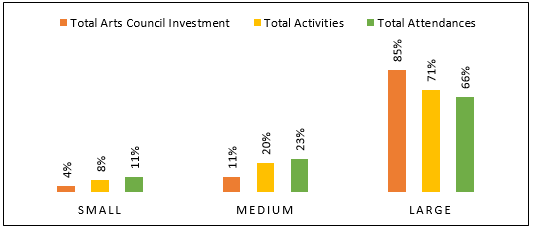 Total Arts Council Investment Total Activities Total Attendances
4% 8% 11% 11% 20% 23% 85% 71% 66%
SMALL MEDIUM LARGE